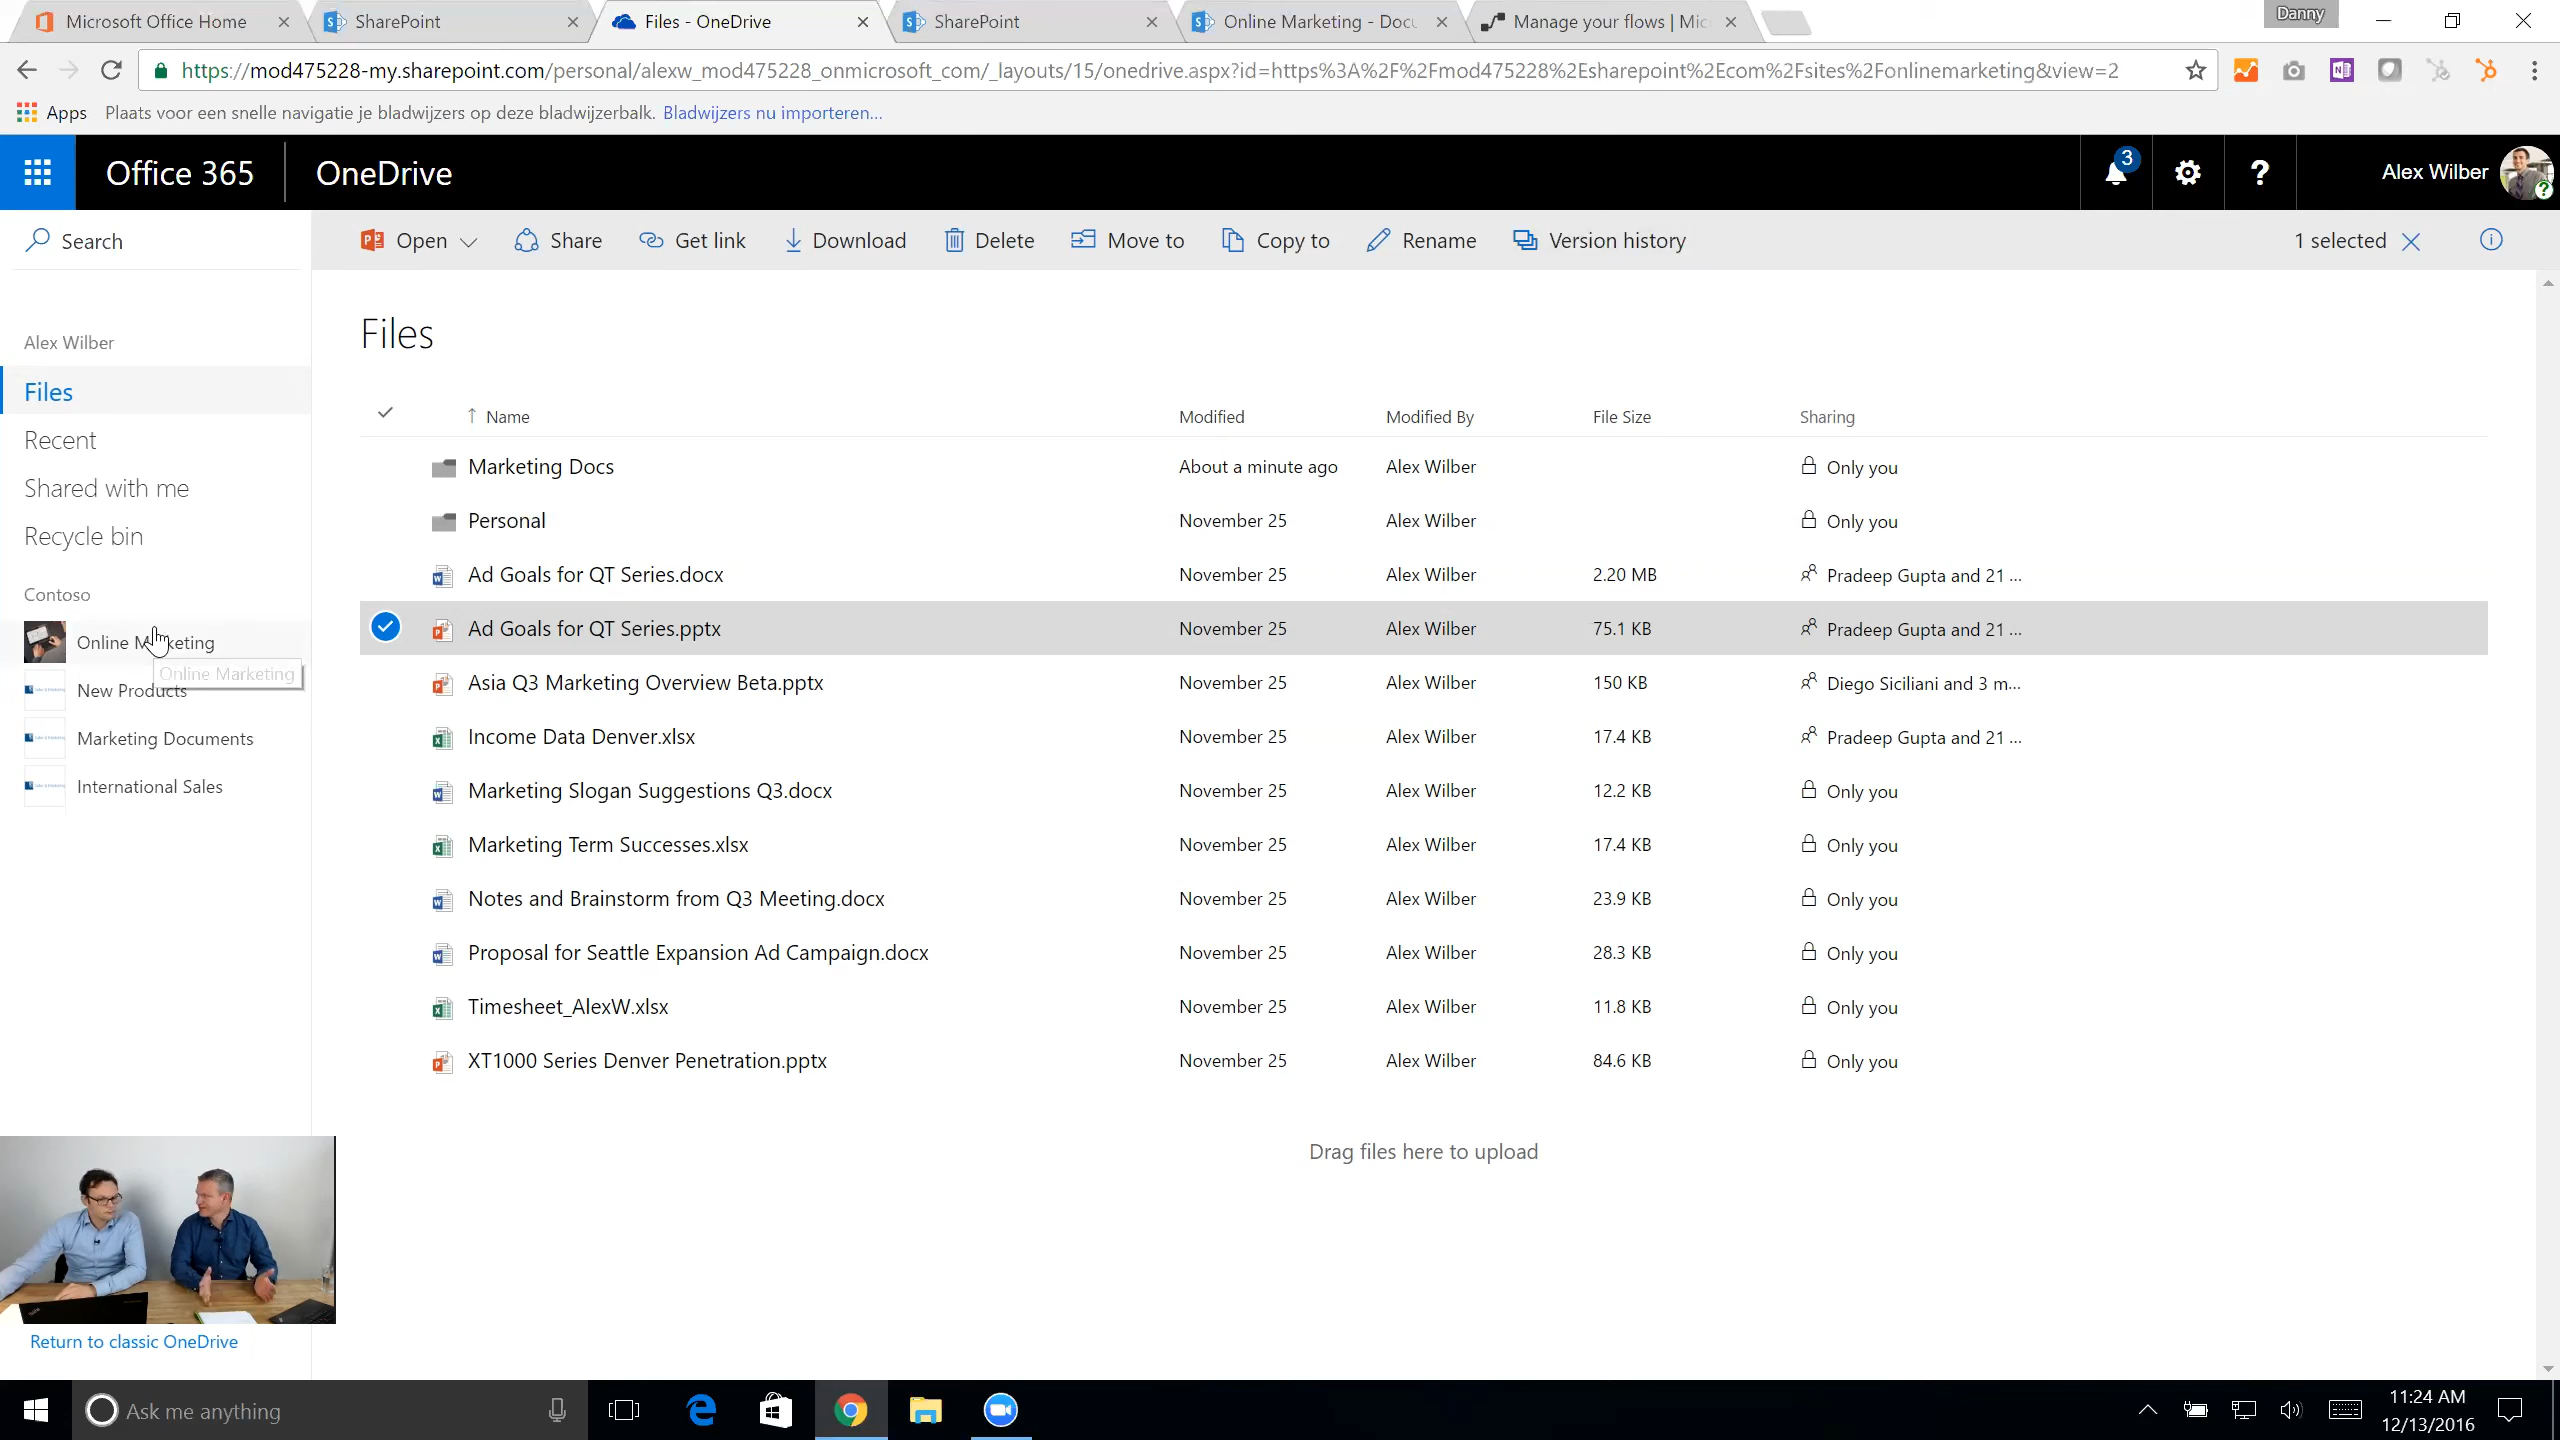 Microsoft Office Home
SharePoint
Files - OneDrive
SharePoint
Online Marketing - Docu
Manage your flows | Mic
Danny
https://mod475228-my.sharepoint.com/personal/alexw_mod475228_onmicrosoft_com/_layouts/15/onedrive.aspx?id=https%3A%2F%2Fmod475228%2Esharepoint%2Ecom%2Fsites%2Fonlinemarketing&view=2
Apps Plaats voor een snelle navigatie je bladwijzers op deze bladwijzerbalk. Bladwijzers nu importeren...
Office 365 OneDrive 3 ? Alex Wilber
Search
Open Share Get link Download Delete Move to Copy to Rename Version history 1 selected
Alex Wilber
Files
Recent
Shared with me
Recycle bin
Contoso
Online Marketing
Online Marketing
New Products
Marketing Documents
International Sales
Files
Name Modified Modified By File Size Sharing
Marketing Docs About a minute ago Alex Wilber Only you
Personal November 25 Alex Wilber Only you
Ad Goals for QT Series.docx November 25 Alex Wilber 2.20 MB Pradeep Gupta and 21 ...
Ad Goals for QT Series.pptx November 25 Alex Wilber 75.1 KB Pradeep Gupta and 21 ...
Asia Q3 Marketing Overview Beta.pptx November 25 Alex Wilber 150 KB Diego Siciliani and 3 m...
Income Data Denver.xlsx November 25 Alex Wilber 17.4 KB Pradeep Gupta and 21 ...
Marketing Slogan Suggestions Q3.docx November 25 Alex Wilber 12.2 KB Only you
Marketing Term Successes.xlsx November 25 Alex Wilber 17.4 KB Only you
Notes and Brainstorm from Q3 Meeting.docx November 25 Alex Wilber 23.9 KB Only you
Proposal for Seattle Expansion Ad Campaign.docx November 25 Alex Wilber 28.3 KB Only you
Timesheet_AlexW.xlsx November 25 Alex Wilber 11.8 KB Only you
XT1000 Series Denver Penetration.pptx November 25 Alex Wilber 84.6 KB Only you
Drag files here to upload
Return to classic OneDrive
Ask me anything
11:24 AM
12/13/2016